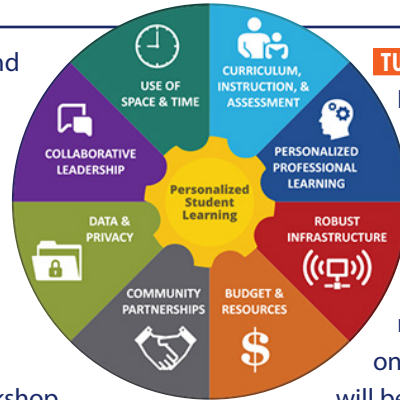 USE OF
SPACE & TIME
CURRICULUM,
INSTRUCTION, &
ASSESSMENT
PERSONALIZED
PROFESSIONAL
LEARNING
ROBUST
INFRASTRUCTURE
BUDGET &
RESOURCES
$
COMMUNITY
PARTNERSHIPS
DATA &
PRIVACY
COLLABORATIVE
LEADERSHIP
Personalized
Student
Learning
TU
on
will be